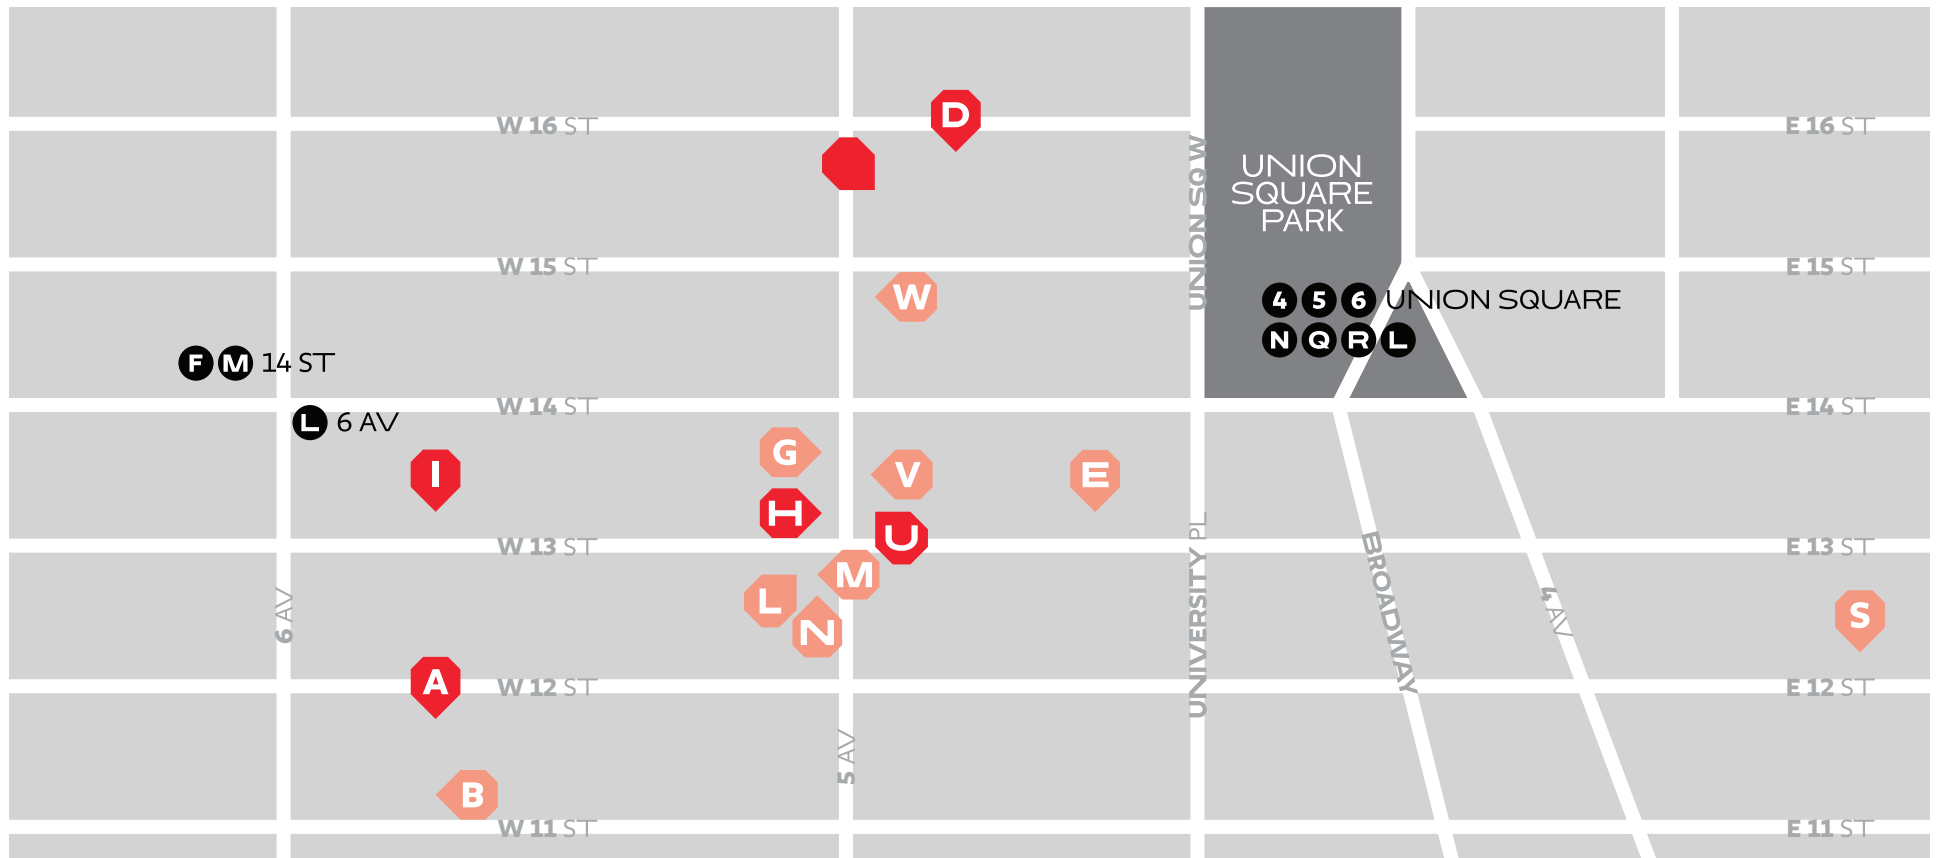 D
W 16 ST
E 16 ST
UNION SQ W
UNION
SQUARE
PARK
W 15 ST
E 15 ST
W
4 5 6 UNION SQUARE
N Q R L
F M 14 ST
W 14 ST
E 14 ST
L 6 AV
G
I
V
E
H
U
W 13 ST
E 13 ST
M
L
N
S
6 AV
UNIVERSITY PL
BROADWAY
4 AV
A
W 12 ST
E 12 ST
5 AV
B
W 11 ST
E 11 ST